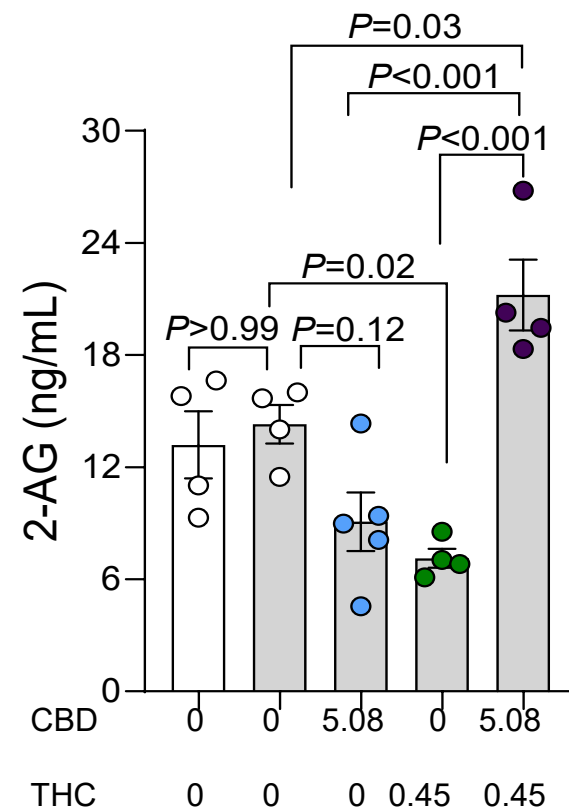 P=0.03
P<0.001
P<0.001
30
24
P=0.02
P>0.99 P=0.12
18
2-AG (ng/mL)
12
6
0
CBD 0 0 5.08 0 5.08
THC 0 0 0 0.45 0.45